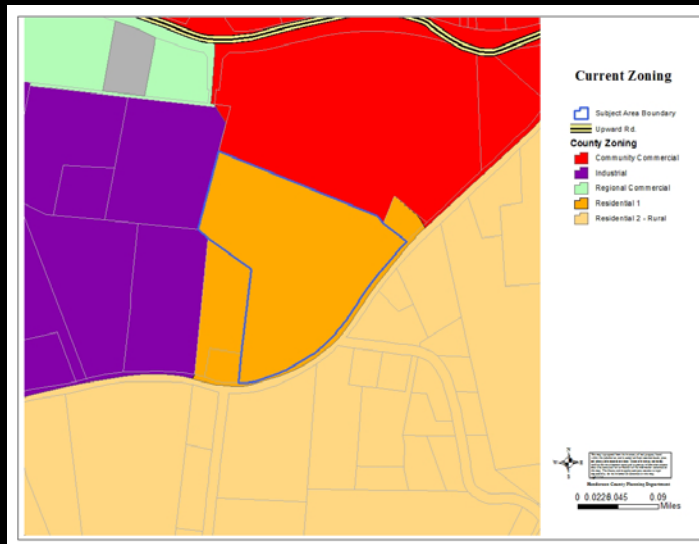 Current Zoning
Subject Area Boundary
Upward Rd.
County Zoning
Community Commercial
Industrial
Regional Commercial
Residential 1
Residential 2 - Rural
N
W
E
S
Henderson County Planning Department
0 0.0225 0.045 0.09
Miles